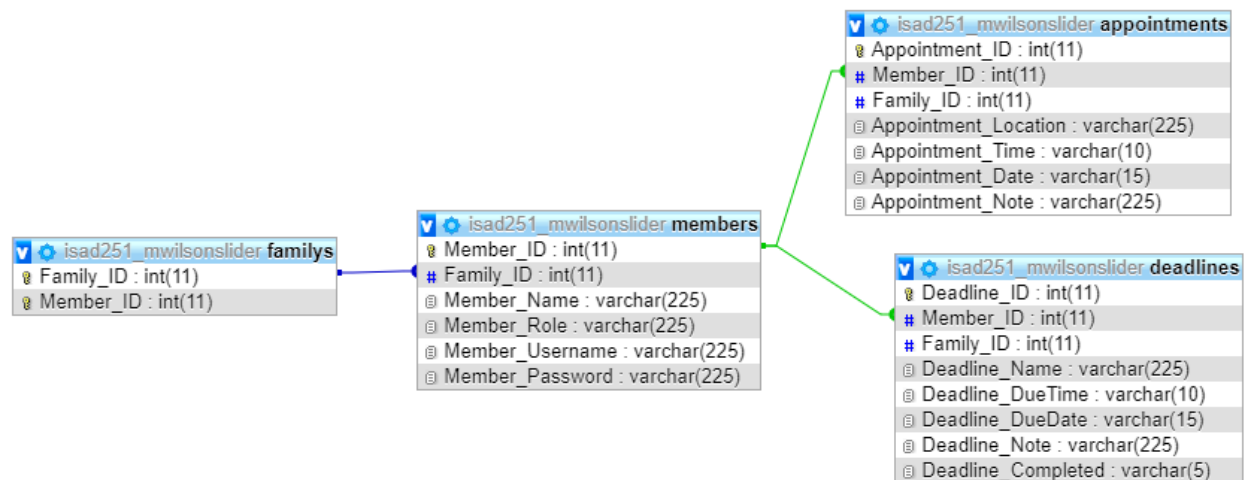 isad251_mwilsonslider familys
Family_ID : int(11)
Member_ID : int(11)
isad251_mwilsonslider members
Member_ID : int(11)
# Family_ID : int(11)
Member_Name : varchar(225)
Member_Role : varchar(225)
Member_Username : varchar(225)
Member_Password : varchar(225)
isad251_mwilsonslider appointments
Appointment_ID : int(11)
# Member_ID : int(11)
# Family_ID : int(11)
Appointment_Location : varchar(225)
Appointment_Time : varchar(10)
Appointment_Date : varchar(15)
Appointment_Note : varchar(225)
isad251_mwilsonslider deadlines
Deadline_ID : int(11)
# Member_ID : int(11)
# Family_ID : int(11)
Deadline_Name : varchar(225)
Deadline_DueTime : varchar(10)
Deadline_DueDate : varchar(15)
Deadline_Note : varchar(225)
Deadline_Completed : varchar(5)